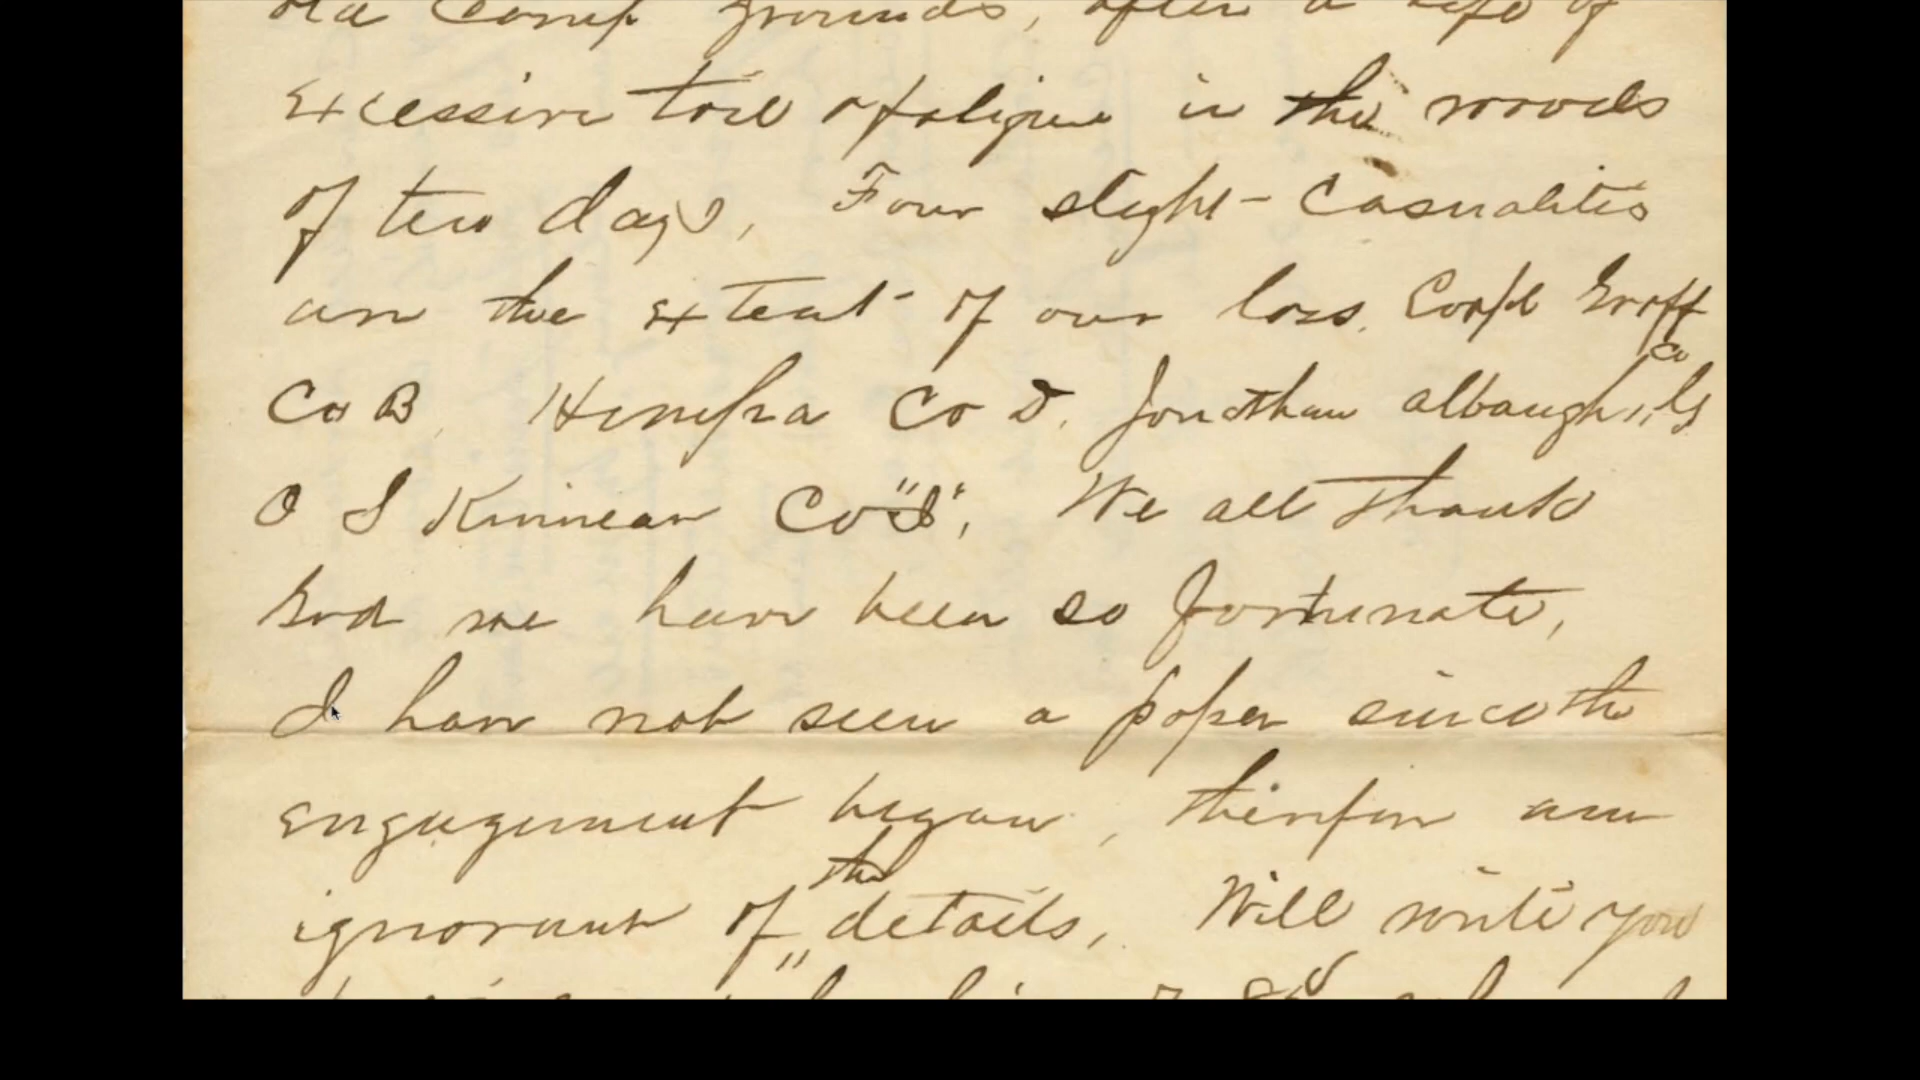 old camp grounds, after a life of
excessive toil & fatigue in the woods
of ten days, Four slight casualities
are the extent of our loss. Corpl Groff
Co B, Co D. Jonathan albaugh, Co G
O S Kinnear Co "I", We all thank
God we have been so fortunate,
I have not seen a paper since the
engagement began, therefore am
ignorant of the details, Will write you